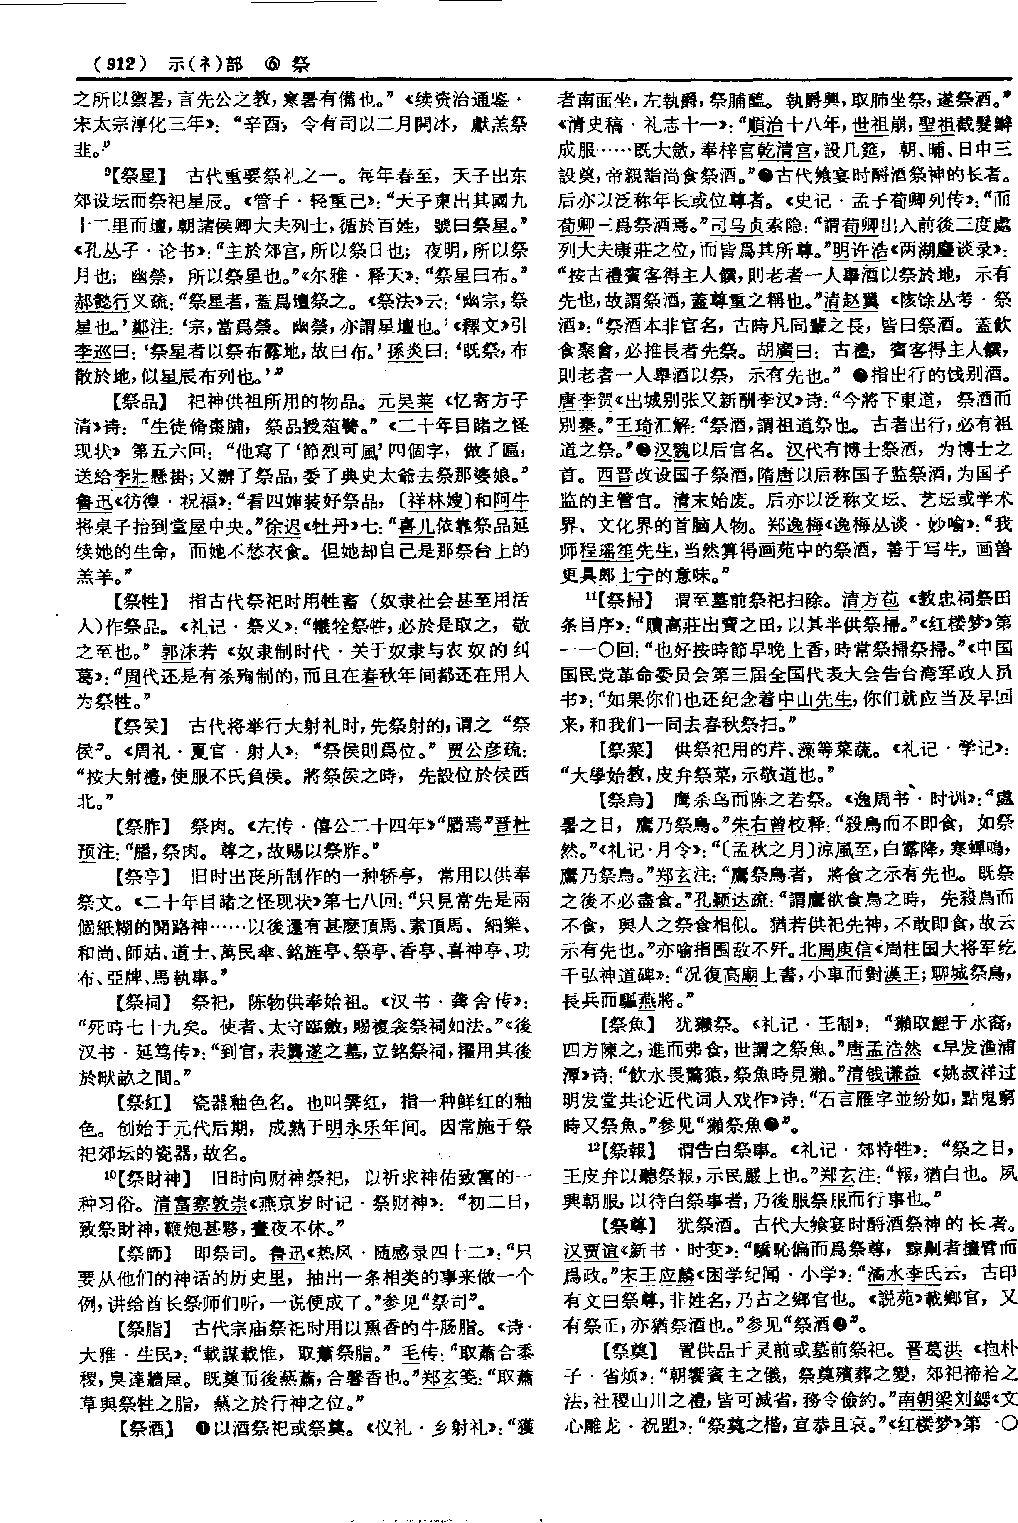 (912) 示(礻)部 ⑥ 祭
之所以禦暑，言先公之教，寒暑有備也。”《续资治通鉴·
宋太宗淳化三年》：“辛酉，令有司以二月開冰，獻羔祭
韭。”
⁹【祭星】 古代重要祭礼之一。每年春至，天子出东
郊设坛而祭祀星辰。《管子·轻重己》：“天子東出其國九
十二里而壇，朝諸侯卿大夫列士，循於百姓，號曰祭星。”
《孔丛子·论书》：“主於郊宫，所以祭日也；夜明，所以祭
月也；幽禜，所以祭星也。”《尔雅·释天》：“祭星曰布。”
郝懿行义疏：“祭星者，蓋爲壇祭之。《祭法》云：‘幽宗，祭
星也。’鄭注：‘宗，當爲禜。幽禜，亦謂星壇也。’《釋文》引
李巡曰：‘祭星者以祭布露地，故曰布。’孫炎曰：‘既祭，布
散於地，似星辰布列也。’”
【祭品】 祀神供祖所用的物品。元吴莱《忆寄方子
清》诗：“生徒脩棗脯，祭品授菹醬。”《二十年目睹之怪
现状》第五六回：“他寫了‘節烈可風’四個字，做了匾，
送給李壯懸掛；又辦了祭品，委了典史太爺去祭那婆娘。”
鲁迅《彷徨·祝福》：“看四婶装好祭品，〔祥林嫂〕和阿牛
将桌子抬到堂屋中央。”徐迟《牡丹》七：“喜儿依靠祭品延
续她的生命，而她不愁衣食。但她却自己是那祭台上的
羔羊。”
【祭牲】 指古代祭祀时用牲畜（奴隶社会甚至用活
人）作祭品。《礼记·祭义》：“犧牷祭牲，必於是取之，敬
之至也。”郭沫若《奴隶制时代·关于奴隶与农奴的纠
葛》：“周代还是有杀殉制的，而且在春秋年间都还在用人
为祭牲。”
【祭侯】 古代将举行大射礼时，先祭射的，谓之“祭
侯”。《周礼·夏官·射人》：“祭侯則爲位。”贾公彦疏：
“按大射禮，使服不氏負侯。將祭侯之時，先設位於侯西
北。”
【祭胙】 祭肉。《左传·僖公二十四年》“膰焉”晋杜
预注：“膰，祭肉。尊之，故賜以祭胙。”
【祭亭】 旧时出丧所制作的一种轿亭，常用以供奉
祭文。《二十年目睹之怪现状》第七八回：“只見當先是兩
個紙糊的開路神……以後還有甚麽頂馬、素頂馬、細樂、
和尚、師姑、道士、萬民傘、銘旌亭、祭亭、香亭、喜神亭、功
布、亞牌、馬執事。”
【祭祠】 祭祀，陈物供奉始祖。《汉书·龚舍传》：
“死時七十九矣。使者、太守臨斂，賜複衾祭祠如法。”《後
汉书·延笃传》：“到官，表龔遂之墓，立銘祭祠，擢用其後
於畎畝之間。”
【祭红】 瓷器釉色名。也叫霁红，指一种鲜红的釉
色。创始于元代后期，成熟于明永乐年间。因常施于祭
祀郊坛的瓷器，故名。
¹⁰【祭財神】 旧时向财神祭祀，以祈求神佑致富的一
种习俗。清富察敦崇《燕京岁时记·祭财神》：“初二日，
致祭財神，鞭炮甚夥，晝夜不休。”
【祭師】 即祭司。鲁迅《热风·随感录四十二》：“只
要从他们的神话的历史里，抽出一条相类的事来做一个
例，讲给酋长祭师们听，一说便成了。”参见“祭司”。
【祭脂】 古代宗庙祭祀时用以熏香的牛肠脂。《诗·
大雅·生民》：“載謀載惟，取蕭祭脂。”毛传：“取蕭合黍
稷，臭達牆屋。既奠而後爇蕭，合馨香也。”郑玄笺：“取蕭
草與祭牲之脂，爇之於行神之位。”
【祭酒】 ❶以酒祭祀或祭奠。《仪礼·乡射礼》：“獲
者南面坐，左執爵，祭脯醢。執爵興，取肺坐祭，遂祭酒。”
《清史稿·礼志十一》：“順治十八年，世祖崩，聖祖截髮辮
成服……既大斂，奉梓宫乾清宫，設几筵，朝、晡、日中三
設奠，帝親詣尚食祭酒。”❷古代飨宴时酹酒祭神的长者。
后亦以泛称年长或位尊者。《史记·孟子荀卿列传》：“而
荀卿三爲祭酒焉。”司马贞索隐：“謂荀卿出入前後三度處
列大夫康莊之位，而皆爲其所尊。”明许浩《两湖麈谈录》：
“按古禮賓客得主人饌，則老者一人舉酒以祭於地，示有
先也，故謂祭酒，蓋尊重之稱也。”清赵翼《陔馀丛考·祭
酒》：“祭酒本非官名，古時凡同輩之長，皆曰祭酒。蓋飲
食聚會，必推長者先祭。胡廣曰：古禮，賓客得主人饌，
則老者一人舉酒以祭，示有先也。”❸指出行的饯别酒。
唐李贺《出城别张又新酬李汉》诗：“今將下東道，祭酒而
別秦。”王琦汇解：“祭酒，謂祖道祭也。古者出行，必有祖
道之祭。”❹汉魏以后官名。汉代有博士祭酒，为博士之
首。西晋改设国子祭酒，隋唐以后称国子监祭酒，为国子
监的主管官。清末始废。后亦以泛称文坛、艺坛或学术
界、文化界的首脑人物。郑逸梅《逸梅丛谈·妙喻》：“我
师程瑶笙先生，当然算得画苑中的祭酒，善于写生，画兽
更具郎士宁的意味。”
¹¹【祭掃】 谓至墓前祭祀扫除。清方苞《教忠祠祭田
条目序》：“贖高莊出賣之田，以其半供祭掃。”《红楼梦》第
一一〇回：“也好按時節早晚上香，時常祭掃祭掃。”《中国
国民党革命委员会第三届全国代表大会告台湾军政人员
书》：“如果你们也还纪念着中山先生，你们就应当及早回
来，和我们一同去春秋祭扫。”
【祭菜】 供祭祀用的芹、藻等菜蔬。《礼记·学记》：
“大學始教，皮弁祭菜，示敬道也。”
【祭鳥】 鹰杀鸟而陈之若祭。《逸周书·时训》：“處
暑之日，鷹乃祭鳥。”朱右曾校释：“殺鳥而不即食，如祭
然。”《礼记·月令》：“〔孟秋之月〕涼風至，白露降，寒蟬鳴，
鷹乃祭鳥。”郑玄注：“鷹祭鳥者，將食之示有先也。既祭
之後不必盡食。”孔颖达疏：“謂鷹欲食鳥之時，先殺鳥而
不食，與人之祭食相似。猶若供祀先神，不敢即食，故云
示有先也。”亦喻指围敌不歼。北周庾信《周柱国大将军纥
干弘神道碑》：“况復高廟上書，小車而對漢王；聊城祭鳥，
長兵而驅燕將。”
【祭魚】 犹獭祭。《礼记·王制》：“獺取鯉于水裔，
四方陳之，進而弗食，世謂之祭魚。”唐孟浩然《早发渔浦
潭》诗：“飲水畏驚猿，祭魚時見獺。”清钱谦益《姚叔祥过
明发堂共论近代词人戏作》诗：“石言雁字並紛如，點鬼窮
時又祭魚。”参见“獺祭魚❷”。
¹²【祭報】 谓告白祭事。《礼记·郊特牲》：“祭之日，
王皮弁以聽祭報，示民嚴上也。”郑玄注：“報，猶白也。夙
興朝服，以待白祭事者，乃後服祭服而行事也。”
【祭尊】 犹祭酒。古代大飨宴时酹酒祭神的长者。
汉贾谊《新书·时变》：“驕恥偏而爲祭尊，黥劓者攘臂而
爲政。”宋王应麟《困学纪闻·小学》：“潏水李氏云，古印
有文曰祭尊，非姓名，乃古之鄉官也。《説苑》載鄉官，又
有祭正，亦猶祭酒也。”参见“祭酒❷”。
【祭奠】 置供品于灵前或墓前祭祀。晋葛洪《抱朴
子·省烦》：“朝饗賓主之儀，祭奠殯葬之變，郊祀禘祫之
法，社稷山川之禮，皆可減省，務令儉約。”南朝梁刘勰《文
心雕龙·祝盟》：“祭奠之楷，宜恭且哀。”《红楼梦》第一〇